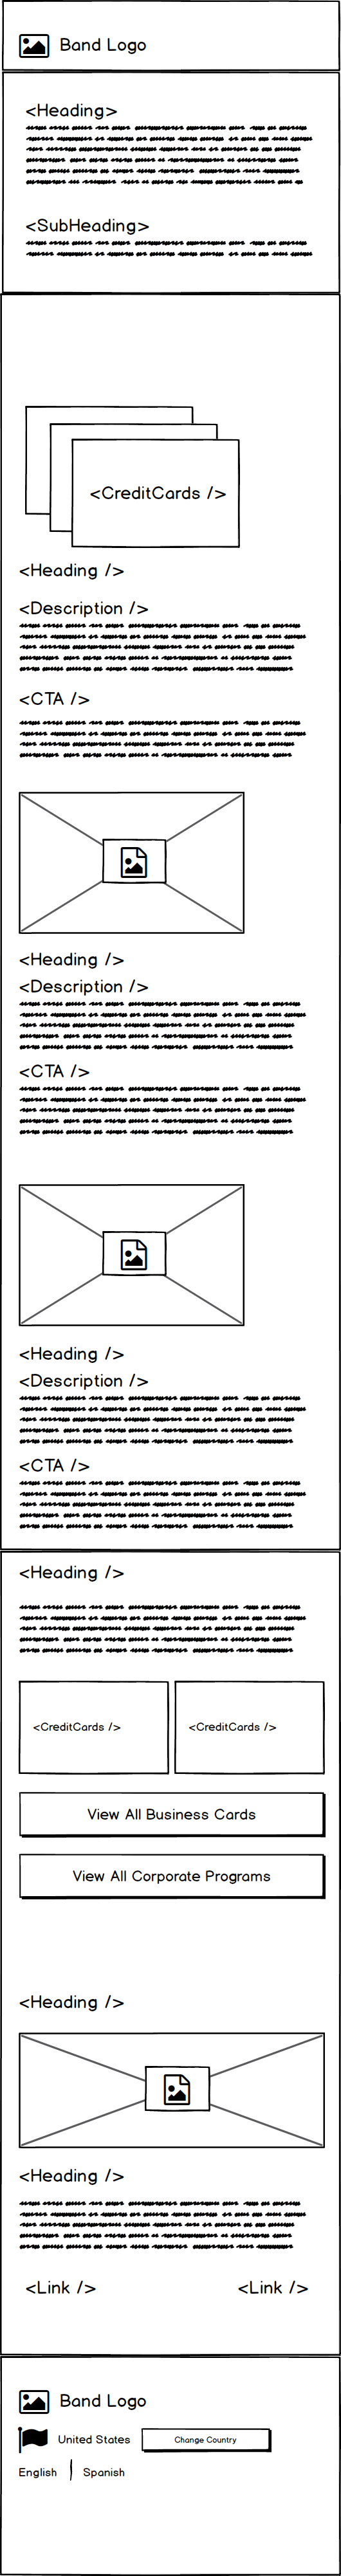 Band Logo
<Heading>
<SubHeading>
<CreditCards />
<Heading />
<Description />
<CTA />
<Heading />
<Description />
<CTA />
<Heading />
<Description />
<CTA />
<Heading />
<CreditCards /> <CreditCards />
View All Business Cards
View All Corporate Programs
<Heading />
<Heading />
<Link /> <Link />
Band Logo
United States Change Country
English Spanish